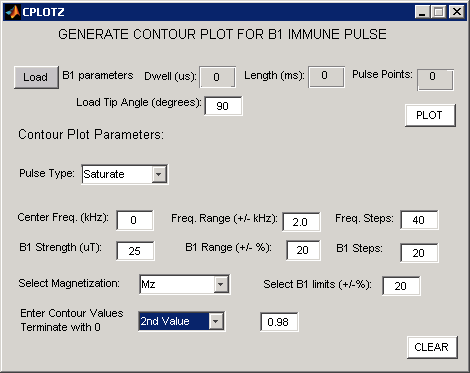 CPLOTZ
GENERATE CONTOUR PLOT FOR B1 IMMUNE PULSE
Load B1 parameters Dwell (us): 0 Length (ms): 0 Pulse Points: 0
Load Tip Angle (degrees): 90
PLOT
Contour Plot Parameters:
Pulse Type: Saturate
Center Freq. (kHz): 0 Freq. Range (+/- kHz): 2.0 Freq. Steps: 40
B1 Strength (uT): 25 B1 Range (+/- %): 20 B1 Steps: 20
Select Magnetization: Mz Select B1 limits (+/-%): 20
Enter Contour Values
Terminate with 0 2nd Value 0.98
CLEAR